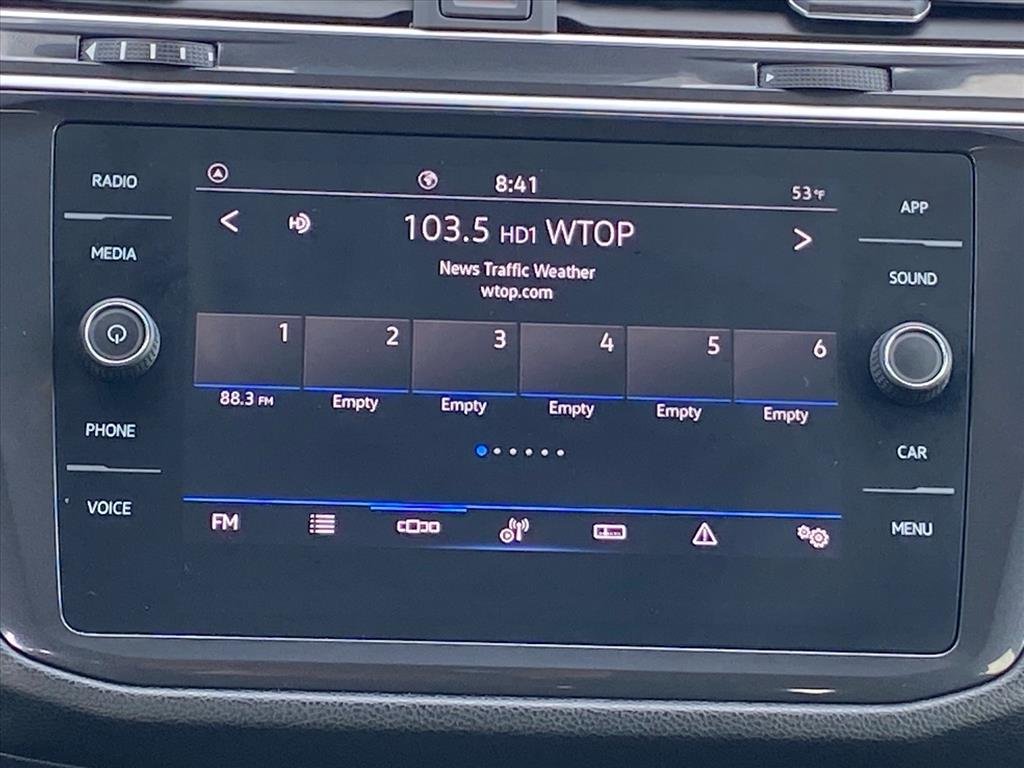 RADIO
MEDIA
PHONE
VOICE
8:41
53°F
HD
103.5 HD1 WTOP
News Traffic Weather
wtop.com
1 2 3 4 5 6
88.3 FM Empty Empty Empty Empty Empty
FM
APP
SOUND
CAR
MENU